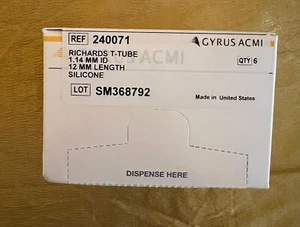 REF 240071
GYRUS ACMI
RICHARDS T-TUBE
1.14 MM ID
12 MM LENGTH
SILICONE
QTY 6
LOT SM368792
Made in United States
DISPENSE HERE